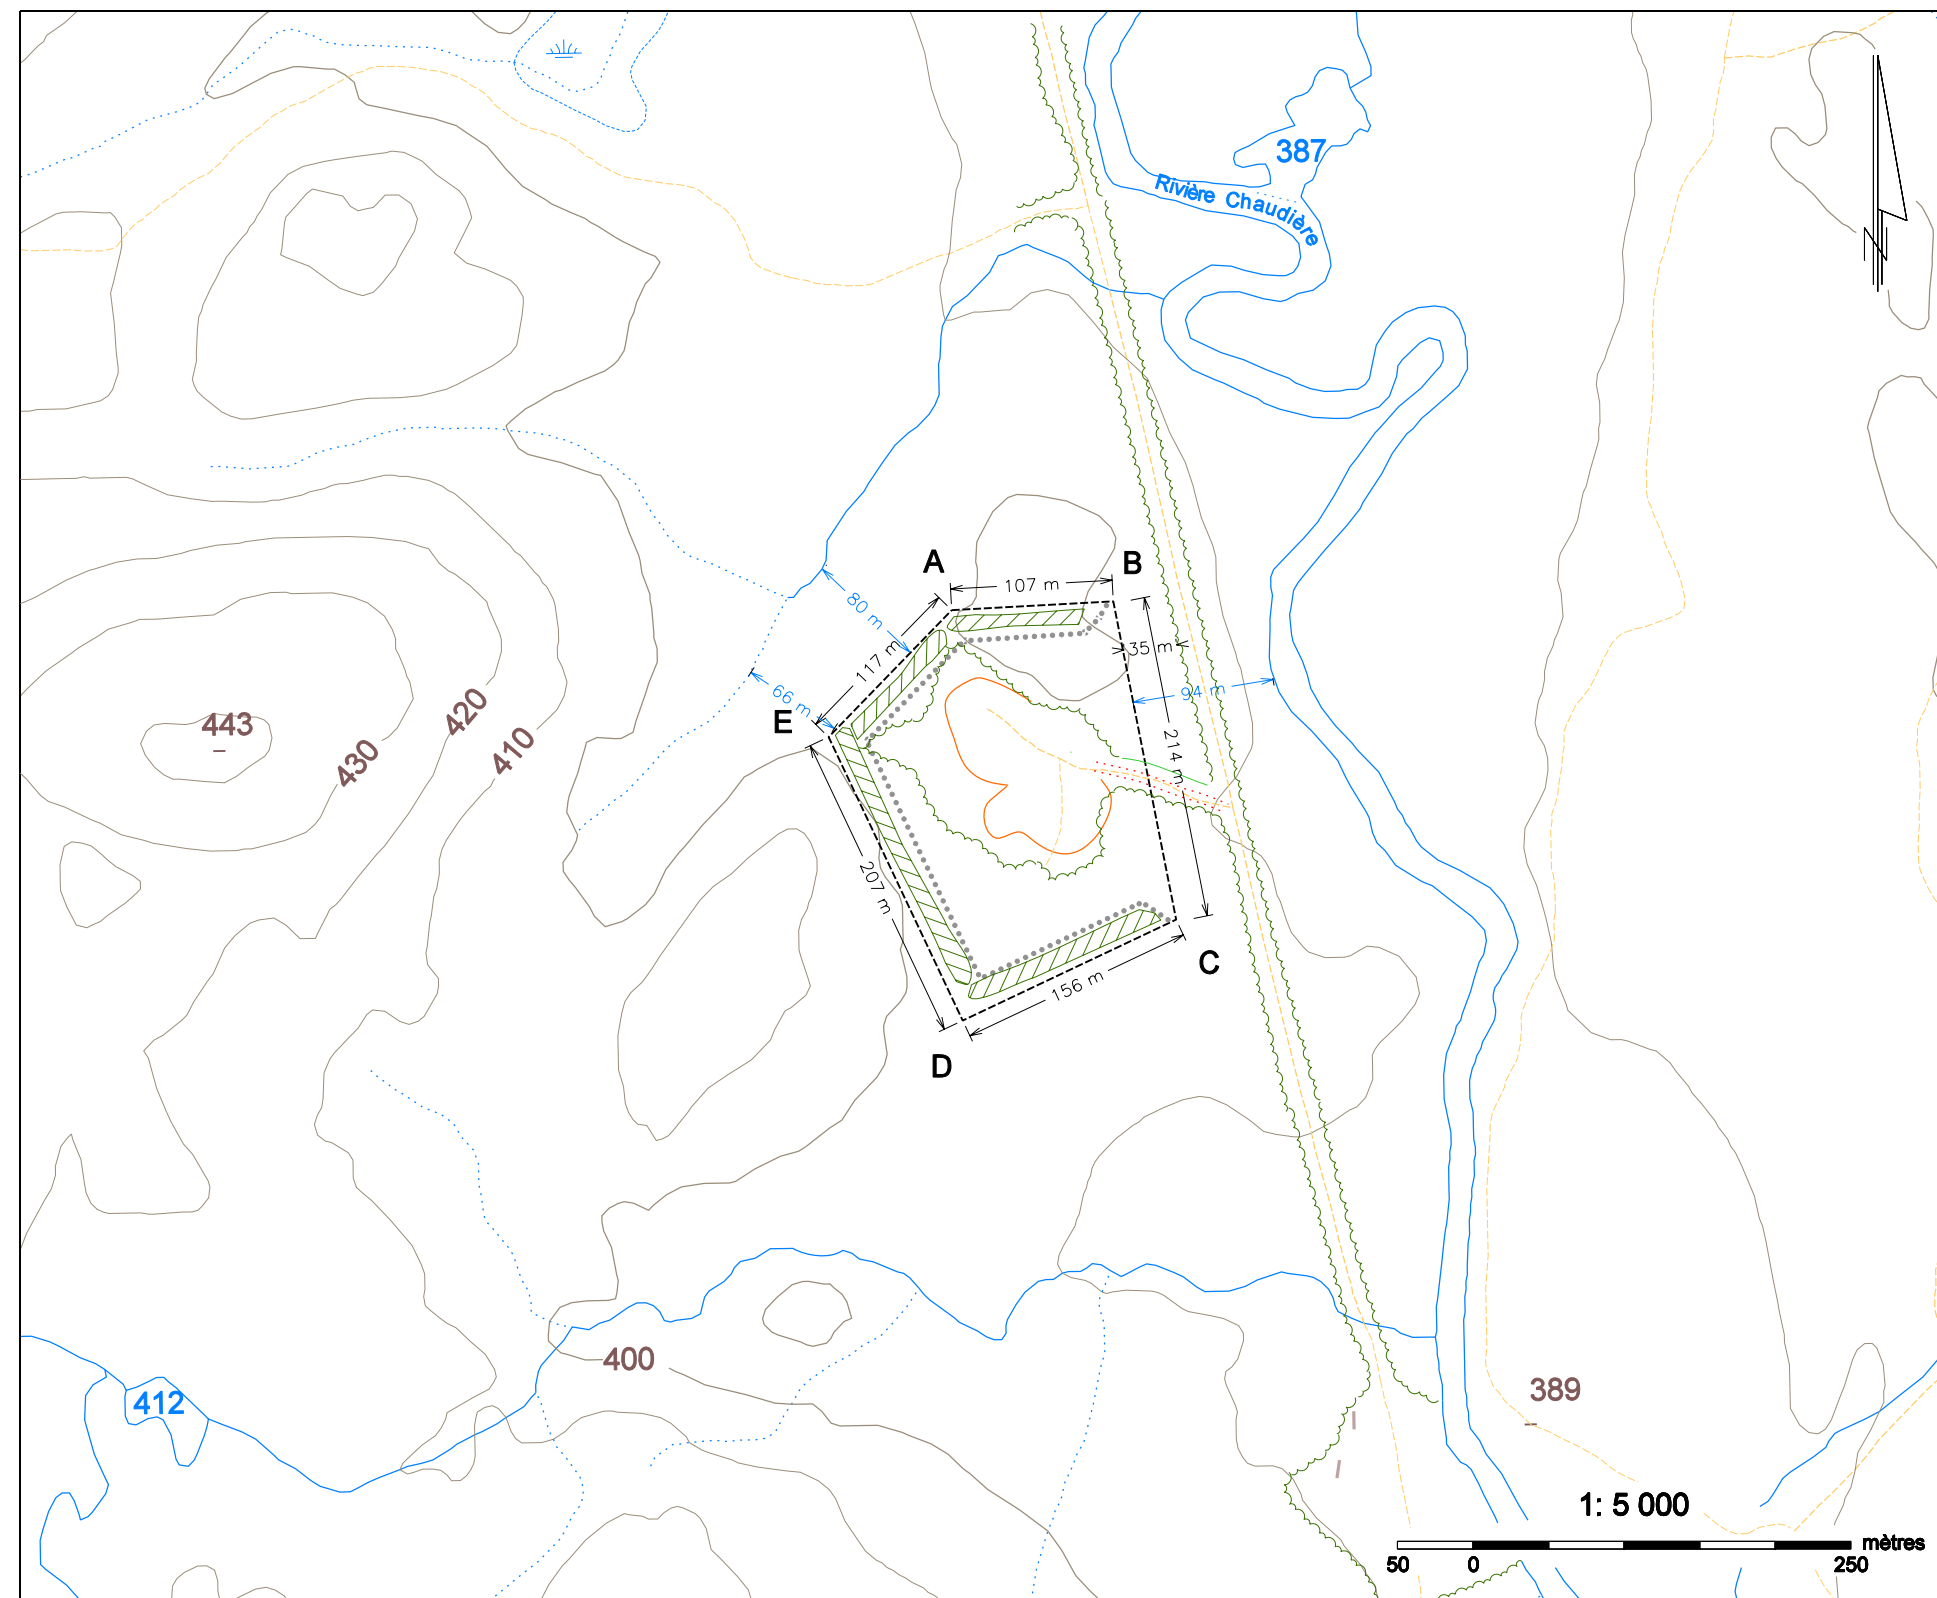 387
Rivière Chaudière
A
B
107 m
80 m
117 m
35 m
66 m
94 m
E
214 m
443
420
430
410
207 m
C
156 m
D
400
389
412
1: 5 000
mètres
50 0 250